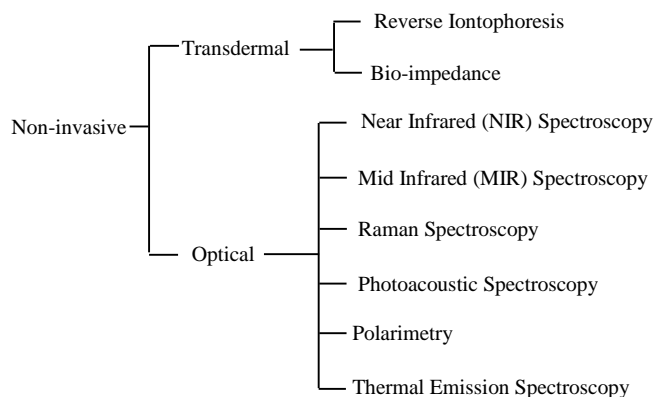 Reverse Iontophoresis
Transdermal
Bio-impedance
Non-invasive
Near Infrared (NIR) Spectroscopy
Mid Infrared (MIR) Spectroscopy
Raman Spectroscopy
Optical
Photoacoustic Spectroscopy
Polarimetry
Thermal Emission Spectroscopy